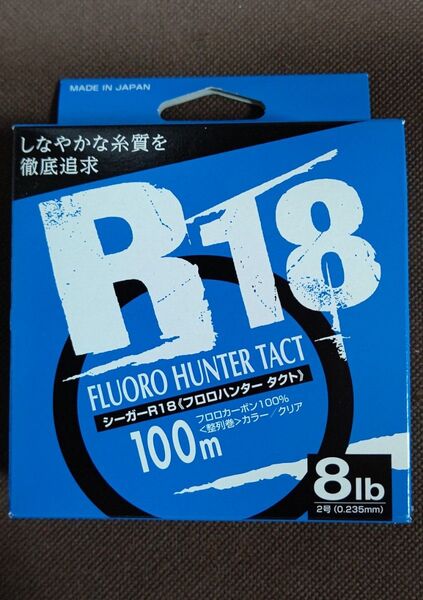 MADE IN JAPAN
しなやかな糸質を
徹底追求
R18
FLUORO HUNTER TACT
シーガーR18《フロロハンター タクト》
100m
フロロカーボン100%
<整列巻>カラー／クリア
8lb
2号(0.235mm)